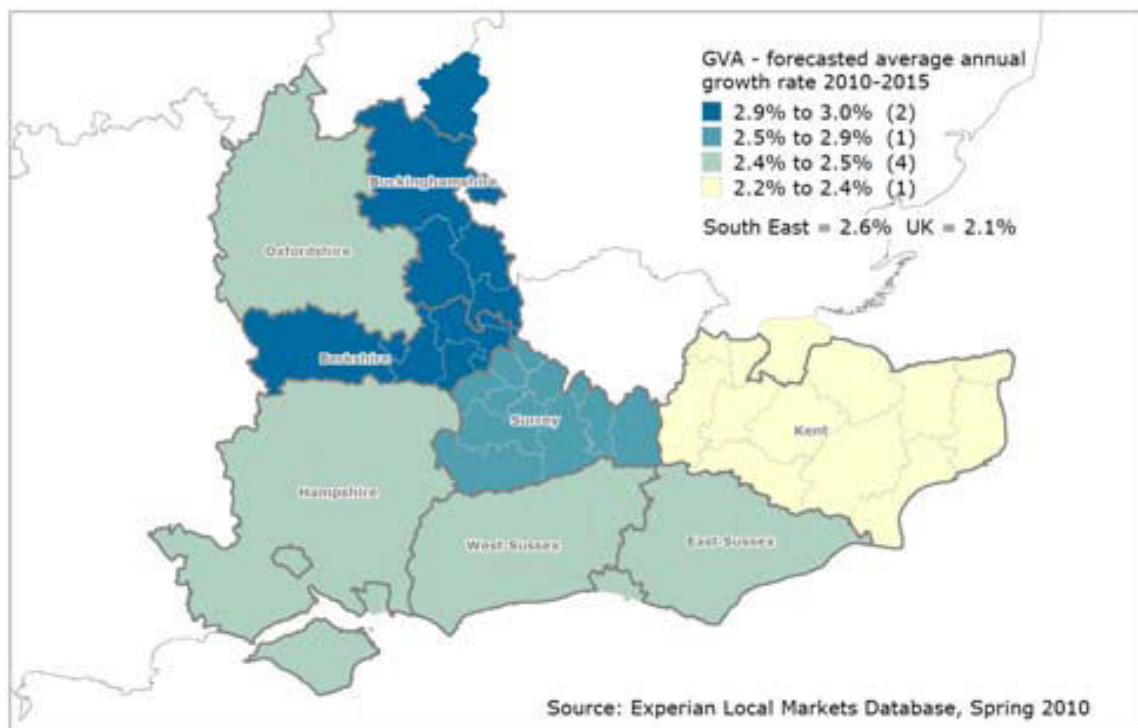 GVA - forecasted average annual
growth rate 2010-2015
2.9% to 3.0% (2)
2.5% to 2.9% (1)
2.4% to 2.5% (4)
2.2% to 2.4% (1)
South East = 2.6% UK = 2.1%
Buckinghamshire
Oxfordshire
Berkshire
Surrey
Kent
Hampshire
West Sussex
East Sussex
Source: Experian Local Markets Database, Spring 2010